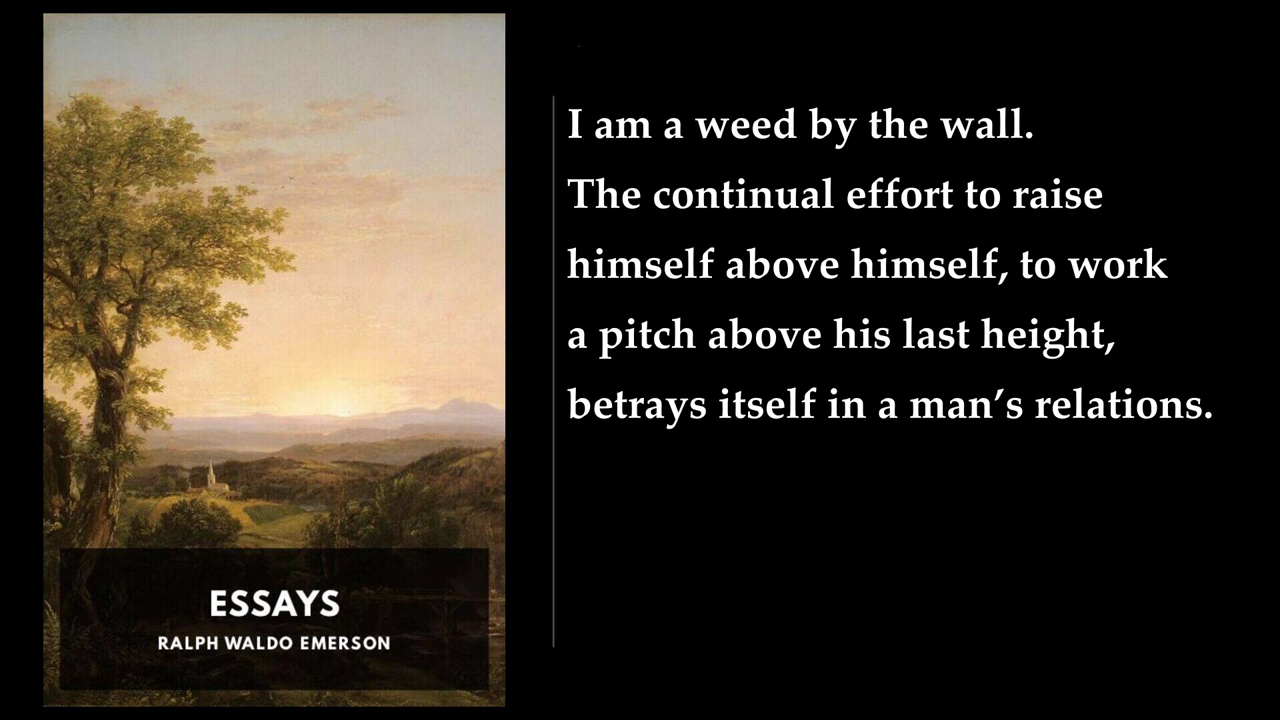 ESSAYS
RALPH WALDO EMERSON
I am a weed by the wall.
The continual effort to raise
himself above himself, to work
a pitch above his last height,
betrays itself in a man’s relations.